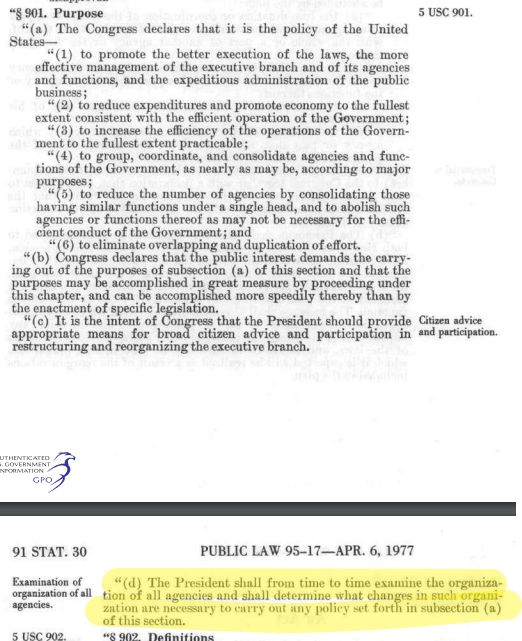 "§ 901. Purpose
5 USC 901.
"(a) The Congress declares that it is the policy of the United
States—
"(1) to promote the better execution of the laws, the more
effective management of the executive branch and of its agencies
and functions, and the expeditious administration of the public
business;
"(2) to reduce expenditures and promote economy to the fullest
extent consistent with the efficient operation of the Government;
"(3) to increase the efficiency of the operations of the Govern-
ment to the fullest extent practicable;
"(4) to group, coordinate, and consolidate agencies and func-
tions of the Government, as nearly as may be, according to major
purposes;
"(5) to reduce the number of agencies by consolidating those
having similar functions under a single head, and to abolish such
agencies or functions thereof as may not be necessary for the effi-
cient conduct of the Government; and
"(6) to eliminate overlapping and duplication of effort.
"(b) Congress declares that the public interest demands the carry-
ing out of the purposes of subsection (a) of this section and that the
purposes may be accomplished in great measure by proceeding under
this chapter, and can be accomplished more speedily thereby than by
the enactment of specific legislation.
"(c) It is the intent of Congress that the President should provide
appropriate means for broad citizen advice and participation in
restructuring and reorganizing the executive branch.
Citizen advice
and participation.
UTHENTICATED
S. GOVERNMENT
NFORMATION
GPO
91 STAT. 30
PUBLIC LAW 95-17—APR. 6, 1977
Examination of
organization of all
agencies.
"(d) The President shall from time to time examine the organiza-
tion of all agencies and shall determine what changes in such organi-
zation are necessary to carry out any policy set forth in subsection (a)
of this section.
5 USC 902.
"§ 902. Definitions